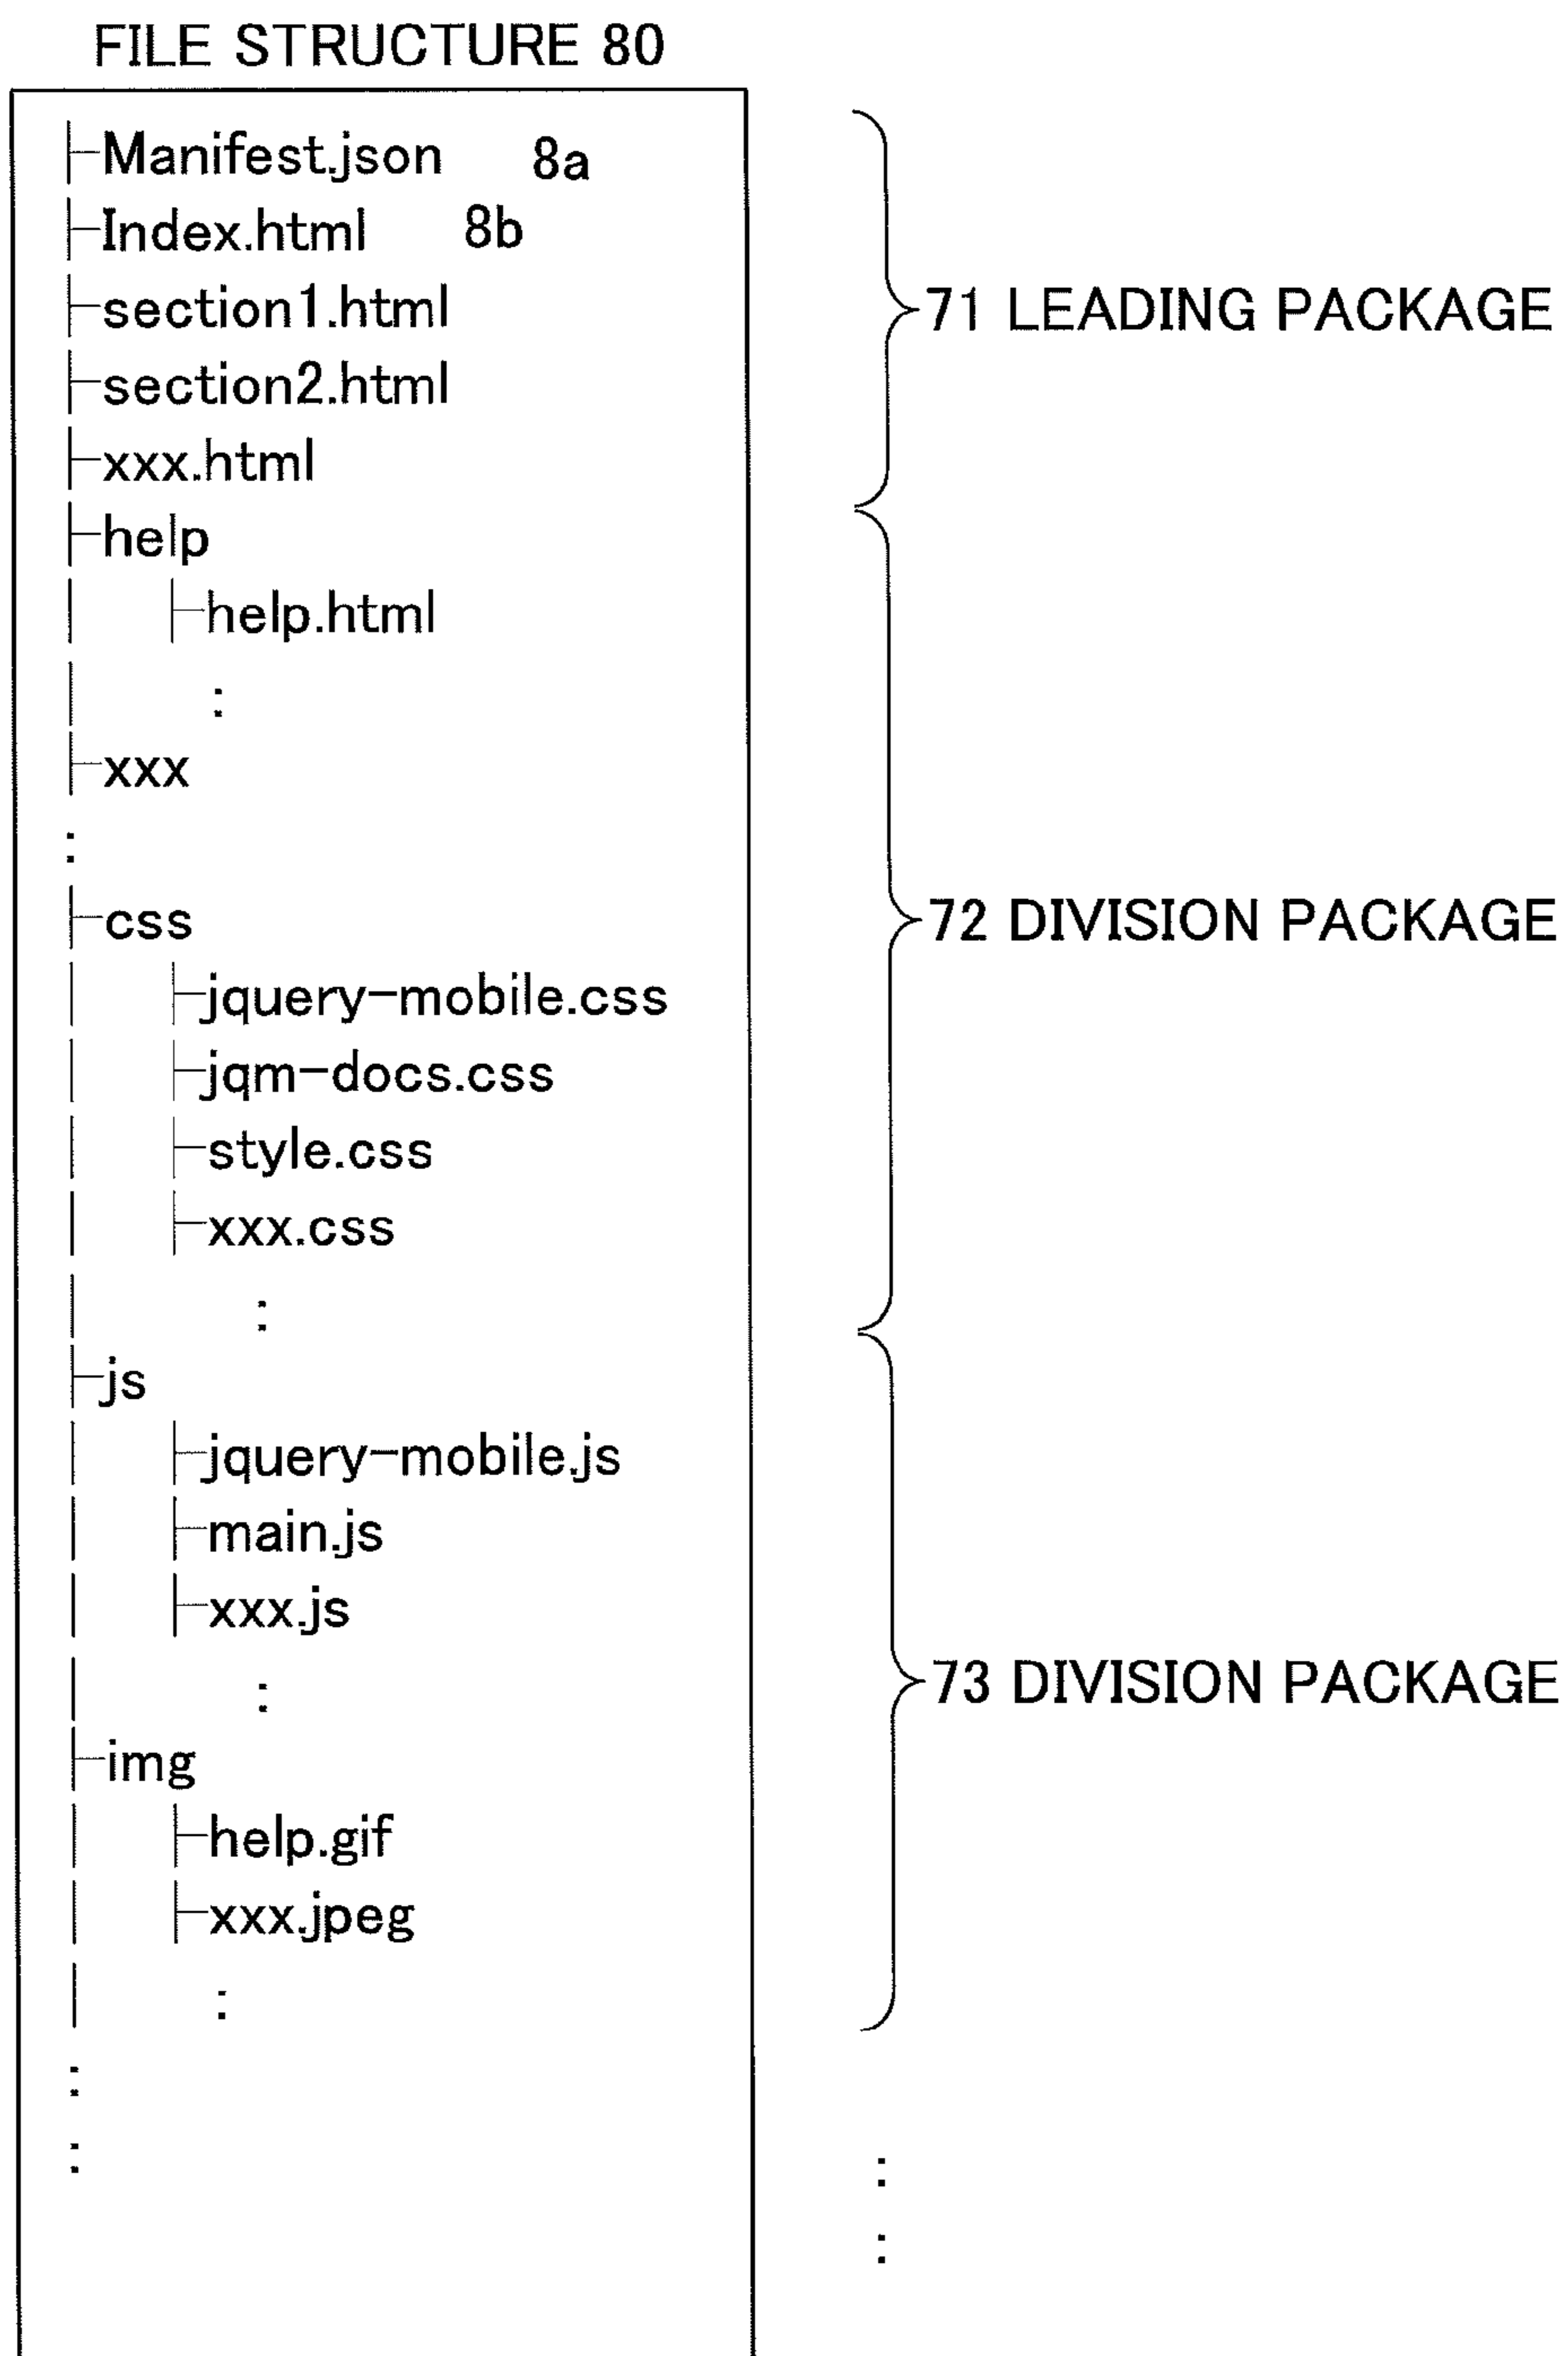 FILE STRUCTURE 80
Manifest.json 8a
Index.html 8b
section1.html
71 LEADING PACKAGE
section2.html
xxx.html
help
help.html
:
xxx
:
css
72 DIVISION PACKAGE
jquery-mobile.css
jqm-docs.css
style.css
xxx.css
:
js
jquery-mobile.js
main.js
xxx.js
:
73 DIVISION PACKAGE
img
help.gif
xxx.jpeg
:
:
:
:
: